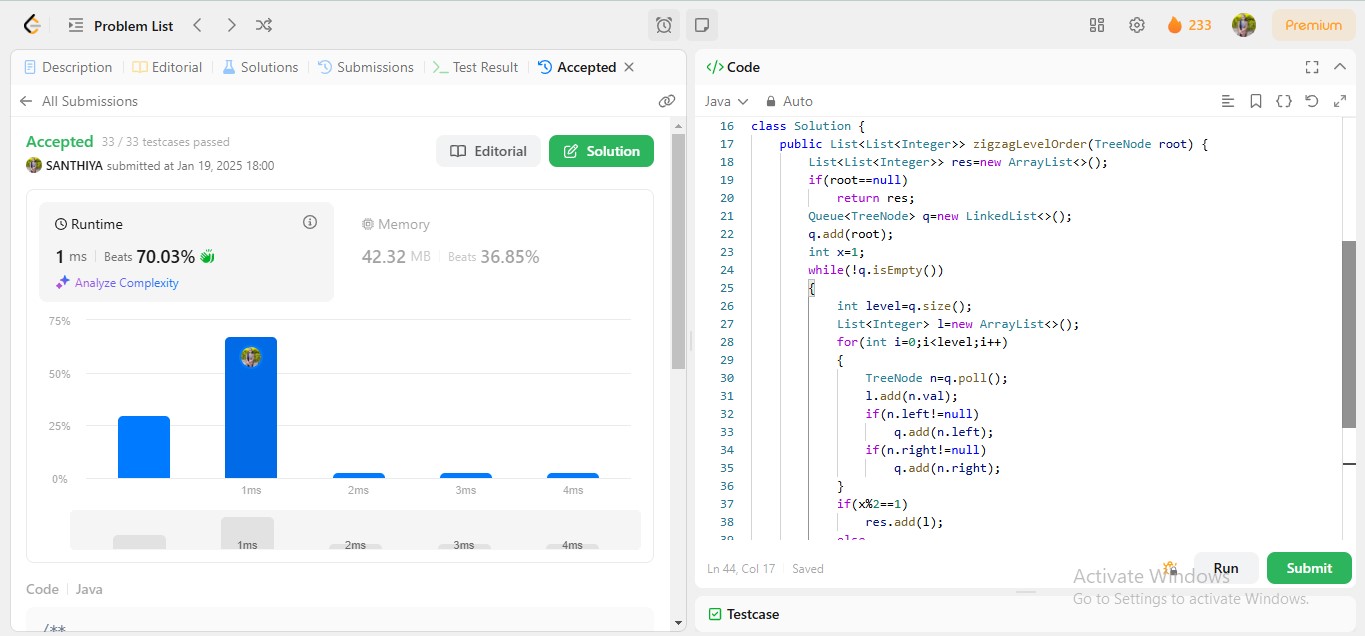 Problem List
233
Premium
Description
Editorial
Solutions
Submissions
Test Result
Accepted
All Submissions
Accepted 33 / 33 testcases passed
SANTHIYA submitted at Jan 19, 2025 18:00
Editorial
Solution
Runtime
1 ms Beats 70.03%
Analyze Complexity
Memory
42.32 MB Beats 36.85%
75%
50%
25%
0%
1ms 2ms 3ms 4ms
1ms 2ms 3ms 4ms
Code Java
/**
</> Code
Java Auto
16 class Solution {
17 public List<List<Integer>> zigzagLevelOrder(TreeNode root) {
18 List<List<Integer>> res=new ArrayList<>();
19 if(root==null)
20 return res;
21 Queue<TreeNode> q=new LinkedList<>();
22 q.add(root);
23 int x=1;
24 while(!q.isEmpty())
25 {
26 int level=q.size();
27 List<Integer> l=new ArrayList<>();
28 for(int i=0;i<level;i++)
29 {
30 TreeNode n=q.poll();
31 l.add(n.val);
32 if(n.left!=null)
33 q.add(n.left);
34 if(n.right!=null)
35 q.add(n.right);
36 }
37 if(x%2==1)
38 res.add(l);
39 else
Ln 44, Col 17 Saved
Run
Submit
Activate Windows
Go to Settings to activate Windows.
Testcase